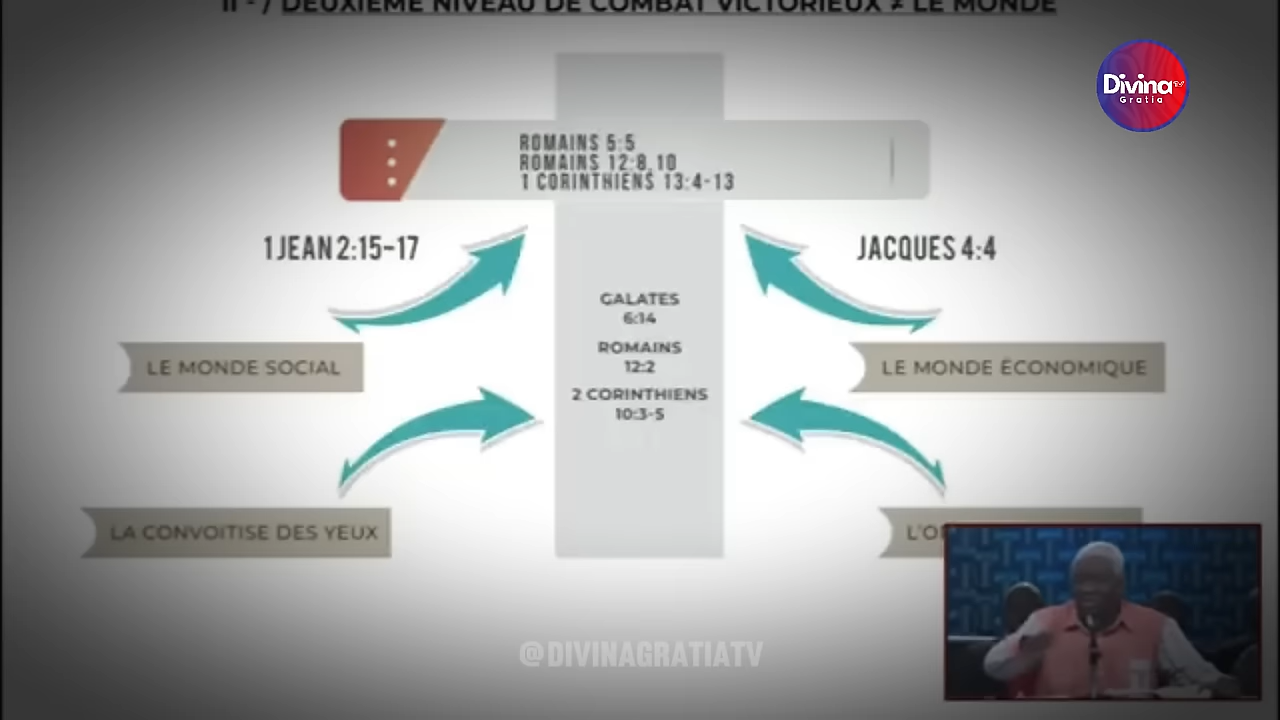 II - / DEUXIÈME NIVEAU DE COMBAT VICTORIEUX ≠ LE MONDE
Divina TV
Gratia
ROMAINS 5:5
ROMAINS 12:8,10
1 CORINTHIENS 13:4-13
1 JEAN 2:15-17
JACQUES 4:4
GALATES
6:14
ROMAINS
12:2
2 CORINTHIENS
10:3-5
LE MONDE SOCIAL
LE MONDE ÉCONOMIQUE
LA CONVOITISE DES YEUX
@DIVINAGRATIATV